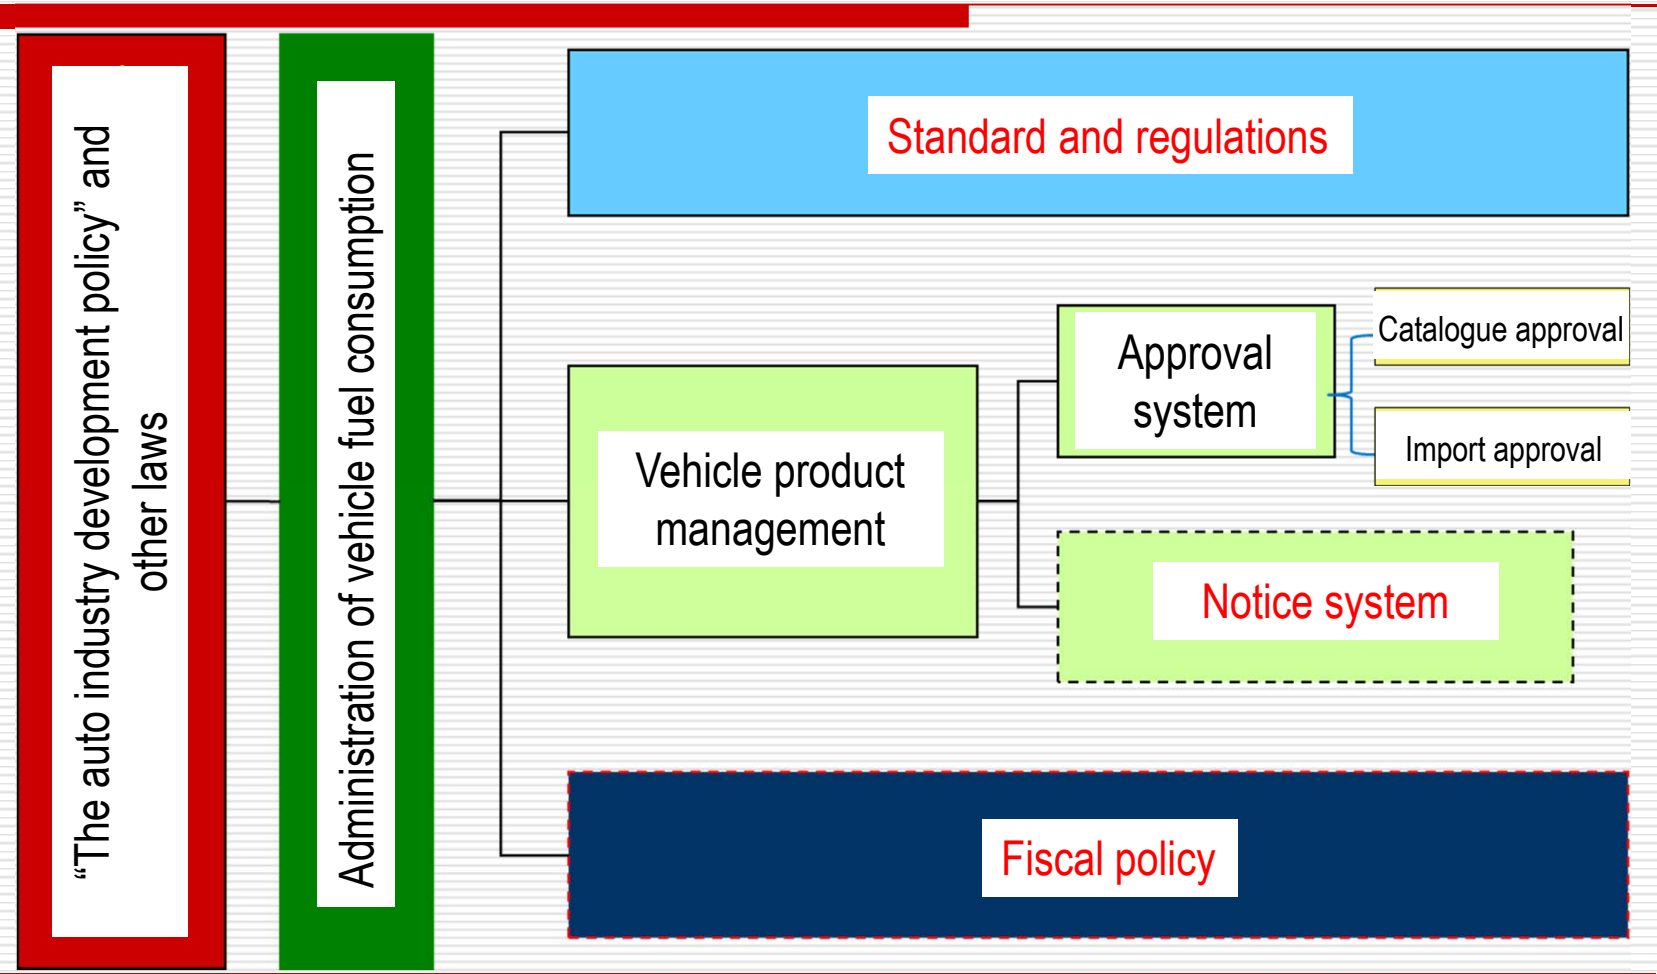 “The auto industry development policy” and
other laws
Administration of vehicle fuel consumption
Standard and regulations
Vehicle product
management
Approval
system
Catalogue approval
Import approval
Notice system
Fiscal policy